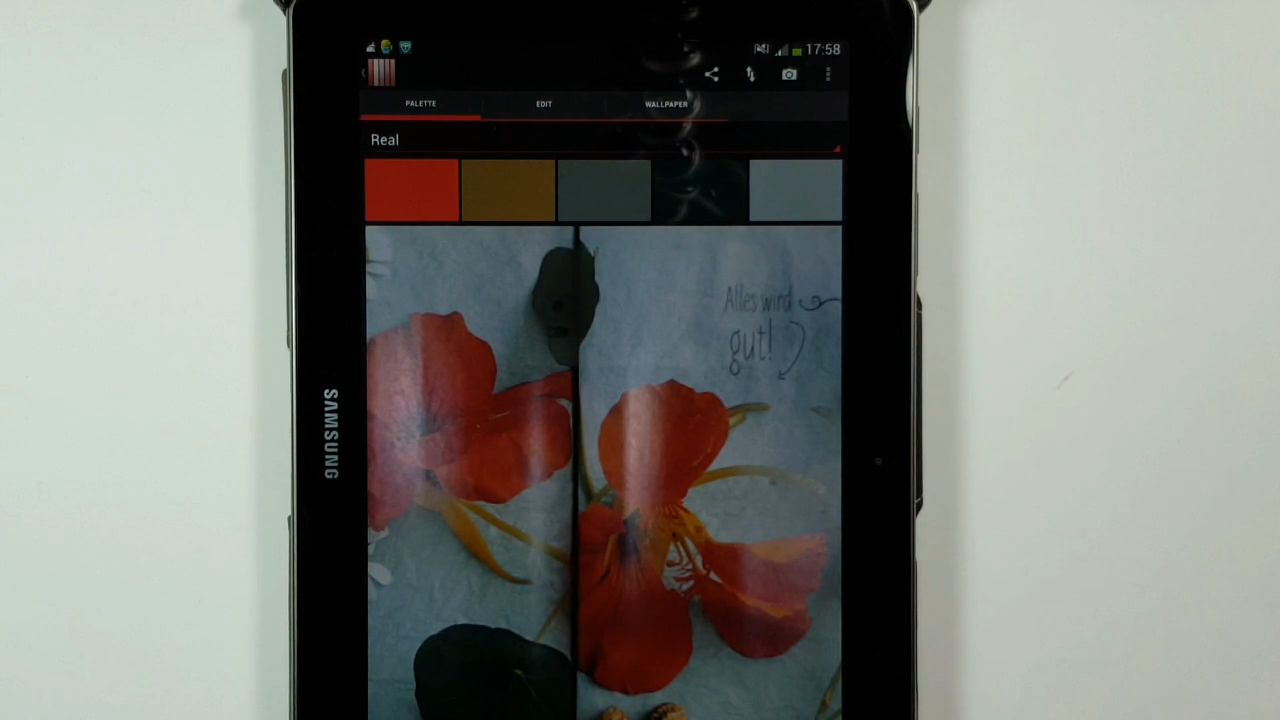 17:58
PALETTE EDIT WALLPAPER
Real
Alles wird
gut!
SAMSUNG